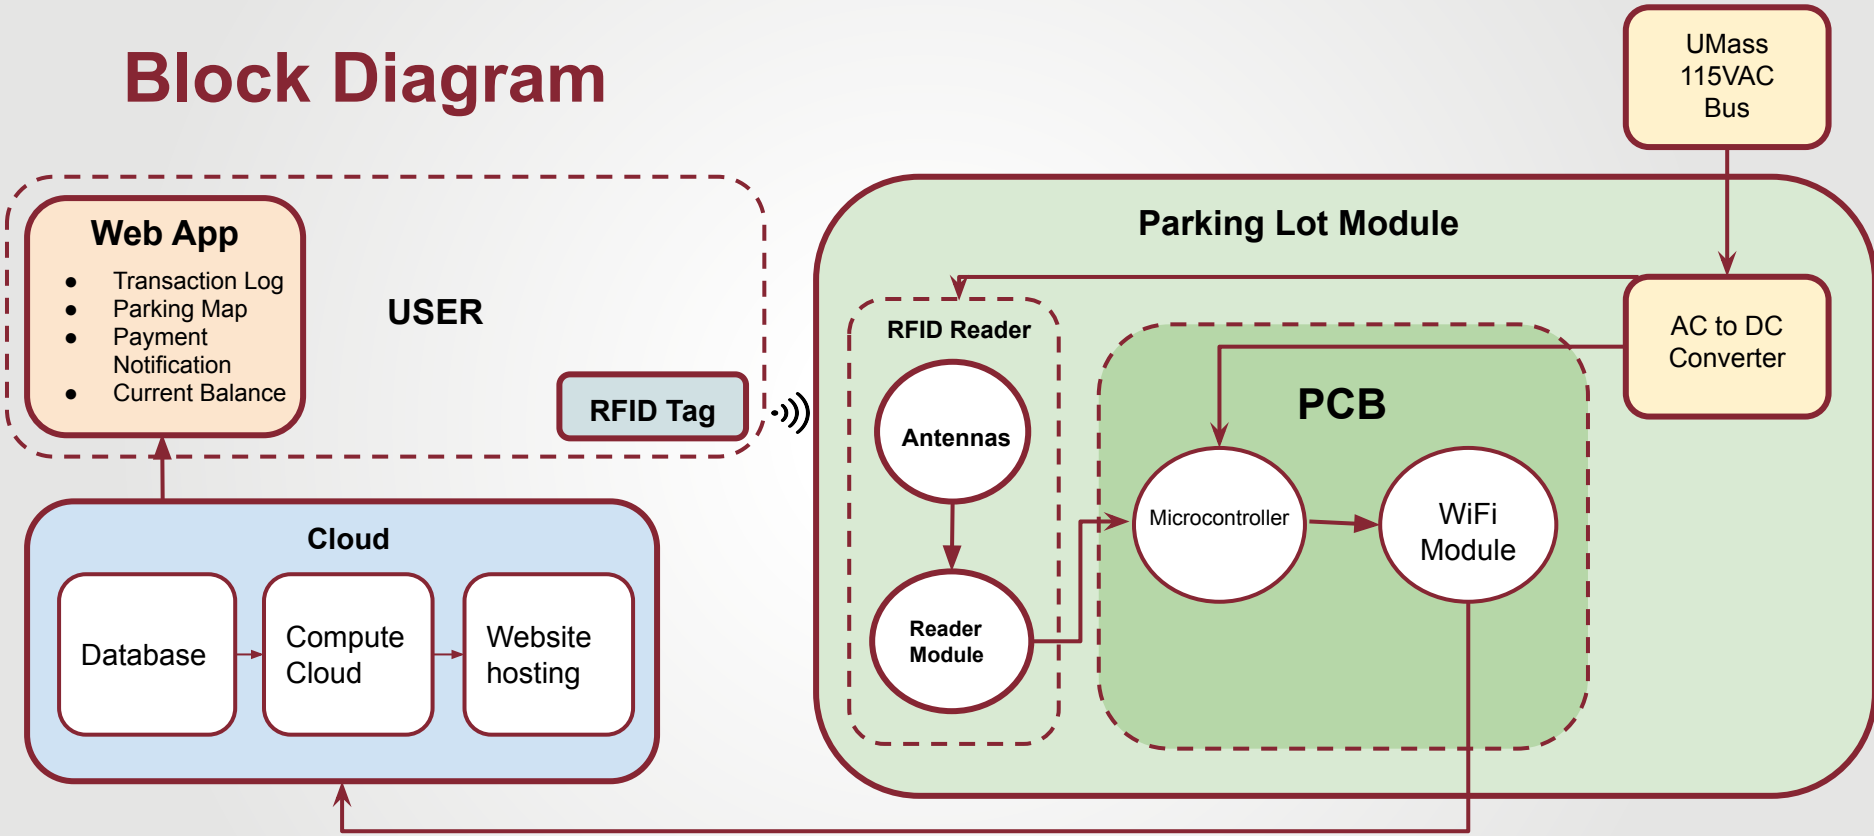 Block Diagram
UMass
115VAC
Bus
Web App
● Transaction Log
● Parking Map
● Payment
Notification
● Current Balance
USER
RFID Tag
Parking Lot Module
RFID Reader
Antennas
Reader
Module
PCB
Microcontroller
WiFi
Module
AC to DC
Converter
Cloud
Database
Compute
Cloud
Website
hosting